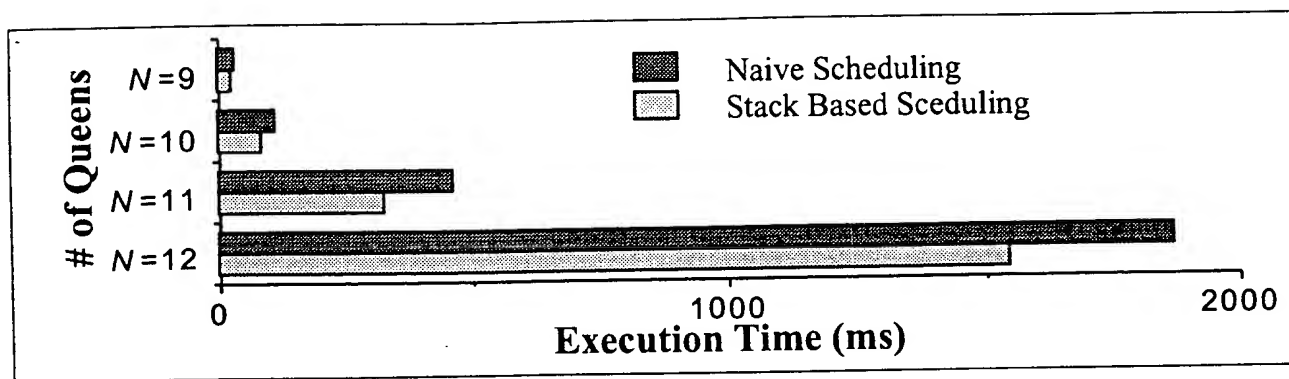 # of Queens
N=9
N=10
N=11
N=12
Naive Scheduling
Stack Based Sceduling
0
1000
2000
Execution Time (ms)